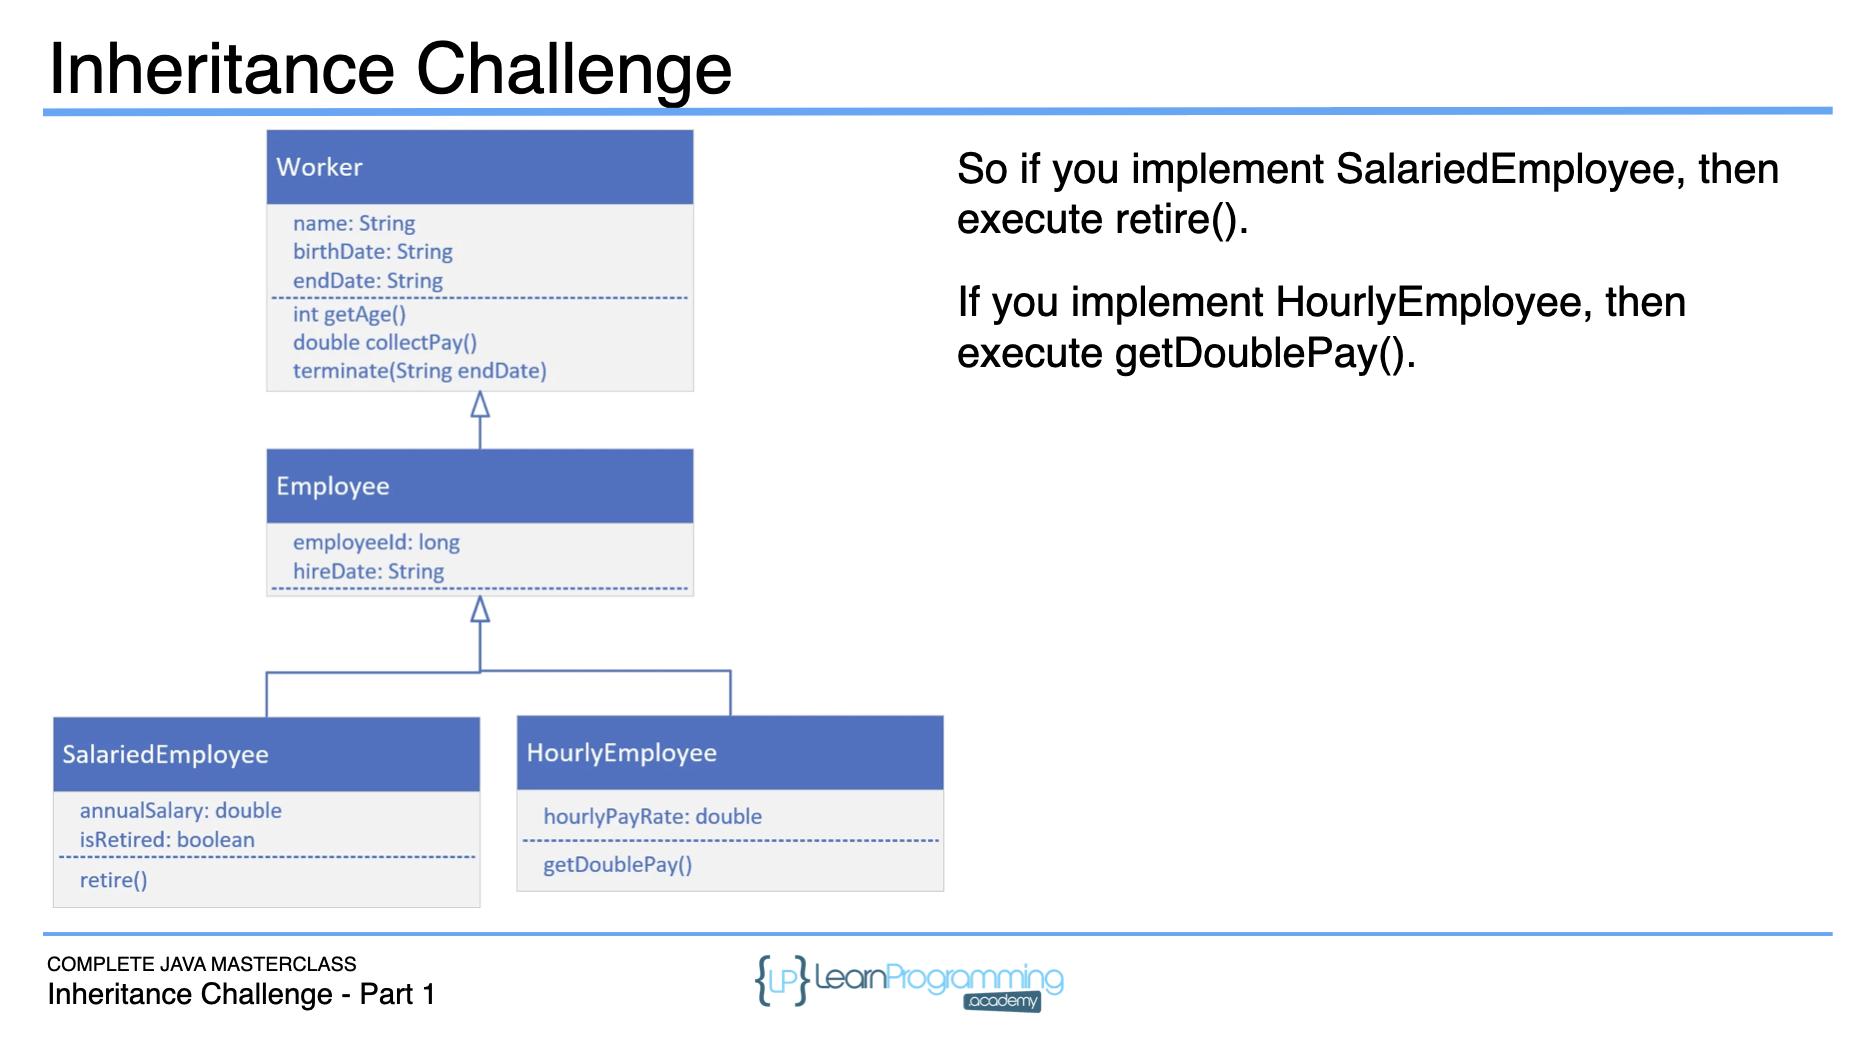 Inheritance Challenge
Worker
name: String
birthDate: String
endDate: String
int getAge()
double collectPay()
terminate(String endDate)
Employee
employeeId: long
hireDate: String
SalariedEmployee
annualSalary: double
isRetired: boolean
retire()
HourlyEmployee
hourlyPayRate: double
getDoublePay()
So if you implement SalariedEmployee, then
execute retire().
If you implement HourlyEmployee, then
execute getDoublePay().
COMPLETE JAVA MASTERCLASS
Inheritance Challenge - Part 1
{LP} LearnProgramming
.academy